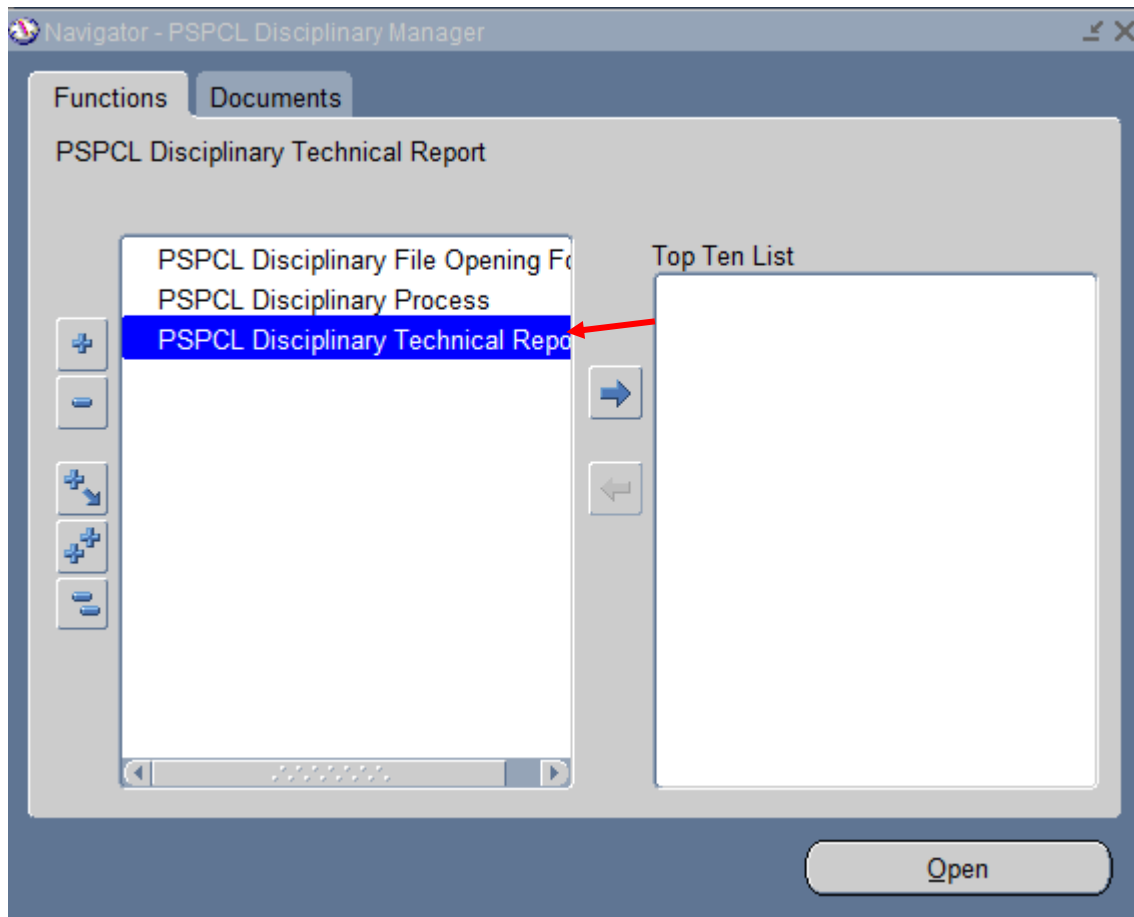 Navigator - PSPCL Disciplinary Manager
Functions Documents
PSPCL Disciplinary Technical Report
PSPCL Disciplinary File Opening Fo
PSPCL Disciplinary Process
PSPCL Disciplinary Technical Repo
Top Ten List
Open